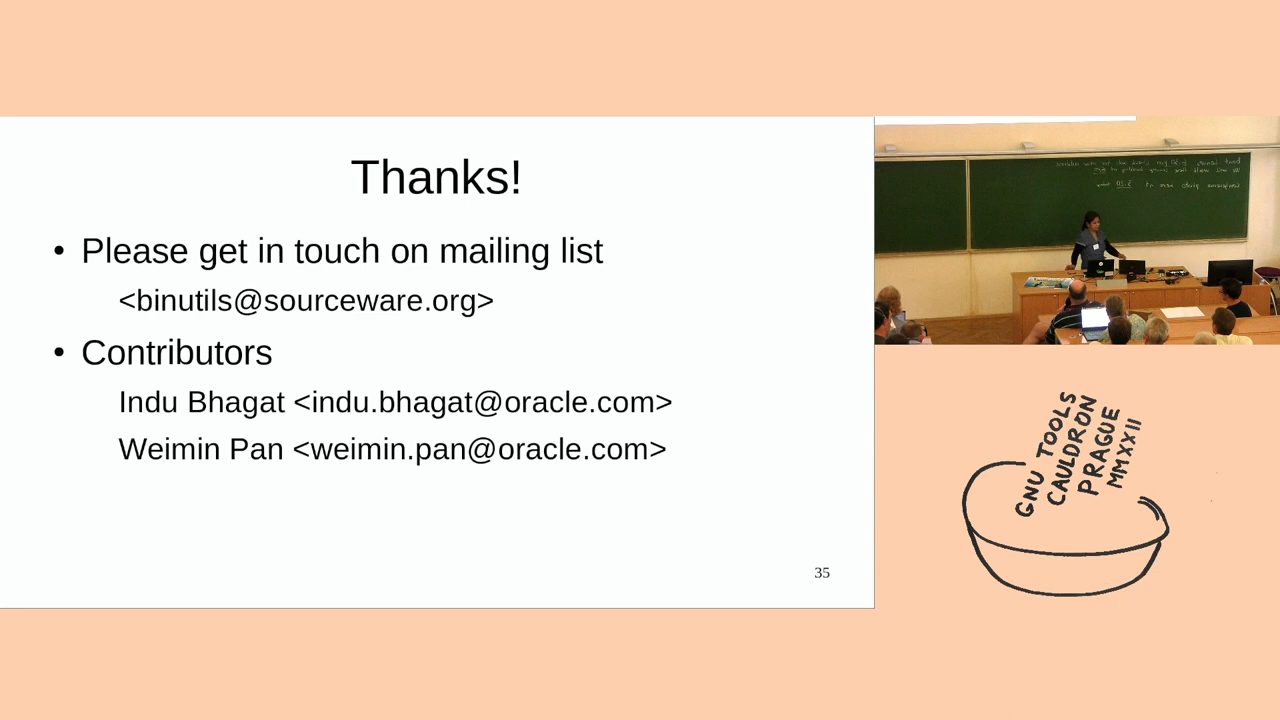 Thanks!
• Please get in touch on mailing list
<binutils@sourceware.org>
• Contributors
Indu Bhagat <indu.bhagat@oracle.com>
Weimin Pan <weimin.pan@oracle.com>
35
GNU TOOLS
CAULDRON
PRAGUE
MMXXII